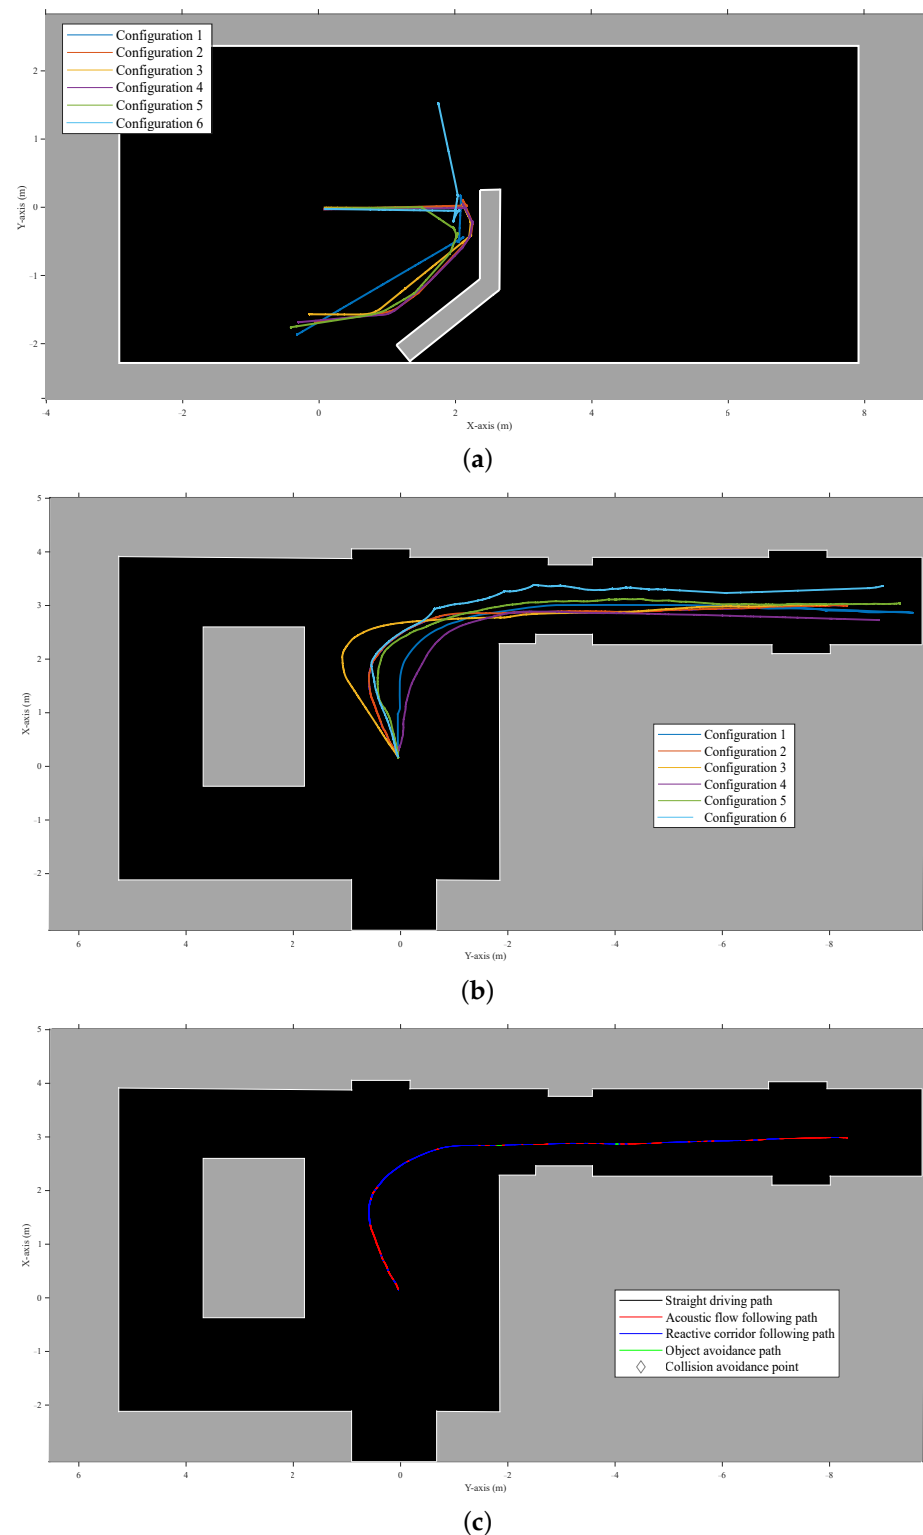 Configuration 1
Configuration 2
Configuration 3
Configuration 4
Configuration 5
Configuration 6
2
1
0
-1
-2
Y-axis (m)
-4 -2 0 2 4 6 8
X-axis (m)
(a)
5
4
3
2
1
0
-1
-2
X-axis (m)
Configuration 1
Configuration 2
Configuration 3
Configuration 4
Configuration 5
Configuration 6
6 4 2 0 -2 -4 -6 -8
Y-axis (m)
(b)
5
4
3
2
1
0
-1
-2
X-axis (m)
Straight driving path
Acoustic flow following path
Reactive corridor following path
Object avoidance path
Collision avoidance point
6 4 2 0 -2 -4 -6 -8
Y-axis (m)
(c)